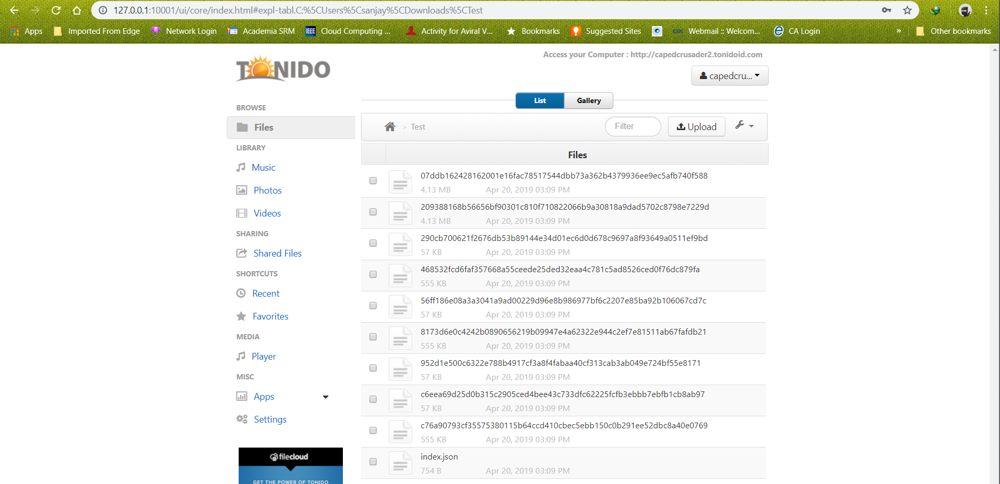 127.0.0.1:10001/ui/core/index.html#expl-tabl.C:%5CUsers%5Csanjay%5CDownloads%5CTest
Apps Imported From Edge Network Login Academia SRM IEEE Cloud Computing ... Activity for Aviral V... Bookmarks Suggested Sites OX Webmail :: Welcom... CA Login » Other bookmarks
Access your Computer : http://capedcrusader2.tonidoid.com
TONIDO
capedcru...
List Gallery
BROWSE
Files
LIBRARY
Music
Photos
Videos
SHARING
Shared Files
SHORTCUTS
Recent
Favorites
MEDIA
Player
MISC
Apps
Settings
filecloud
GET THE POWER OF TONIDO
> Test Filter Upload
Files
07ddb162428162001e16fac78517544dbb73a362b4379936ee9ec5afb740f588
4.13 MB Apr 20, 2019 03:09 PM
209388168b56656bf90301c810f710822066b9a30818a9dad5702c8798e7229d
4.13 MB Apr 20, 2019 03:09 PM
290cb700621f2676db53b89144e34d01ec6d0d678c9697a8f93649a0511ef9bd
57 KB Apr 20, 2019 03:09 PM
468532fcd6faf357668a55ceede25ded32eaa4c781c5ad8526ced0f76dc879fa
555 KB Apr 20, 2019 03:09 PM
56ff186e08a3a3041a9ad00229d96e8b986977bf6c2207e85ba92b106067cd7c
57 KB Apr 20, 2019 03:09 PM
8173d6e0c4242b0890656219b09947e4a62322e944c2ef7e81511ab67fafdb21
555 KB Apr 20, 2019 03:09 PM
952d1e500c6322e788b4917cf3a8f4fabaa40cf313cab3ab049e724bf55e8171
57 KB Apr 20, 2019 03:09 PM
c6eea69d25d0b315c2905ced4bee43c733dfc62225fcfb3ebbb7ebfb1cb8ab97
57 KB Apr 20, 2019 03:09 PM
c76a90793cf35575380115b64ccd410cbec5ebb150c0b291ee52dbc8a40e0769
555 KB Apr 20, 2019 03:09 PM
index.json
754 B Apr 20, 2019 03:09 PM